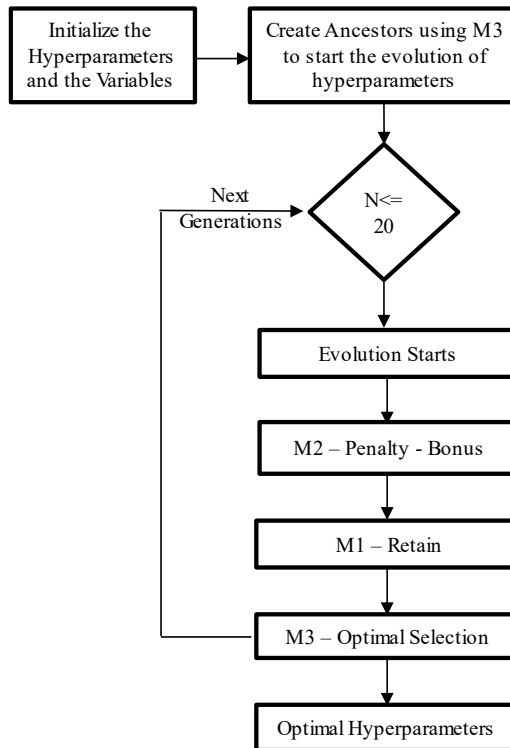 Initialize the
Hyperparameters
and the Variables
Create Ancestors using M3
to start the evolution of
hyperparameters
N<=
20
Next
Generations
Evolution Starts
M2 – Penalty - Bonus
M1 – Retain
M3 – Optimal Selection
Optimal Hyperparameters